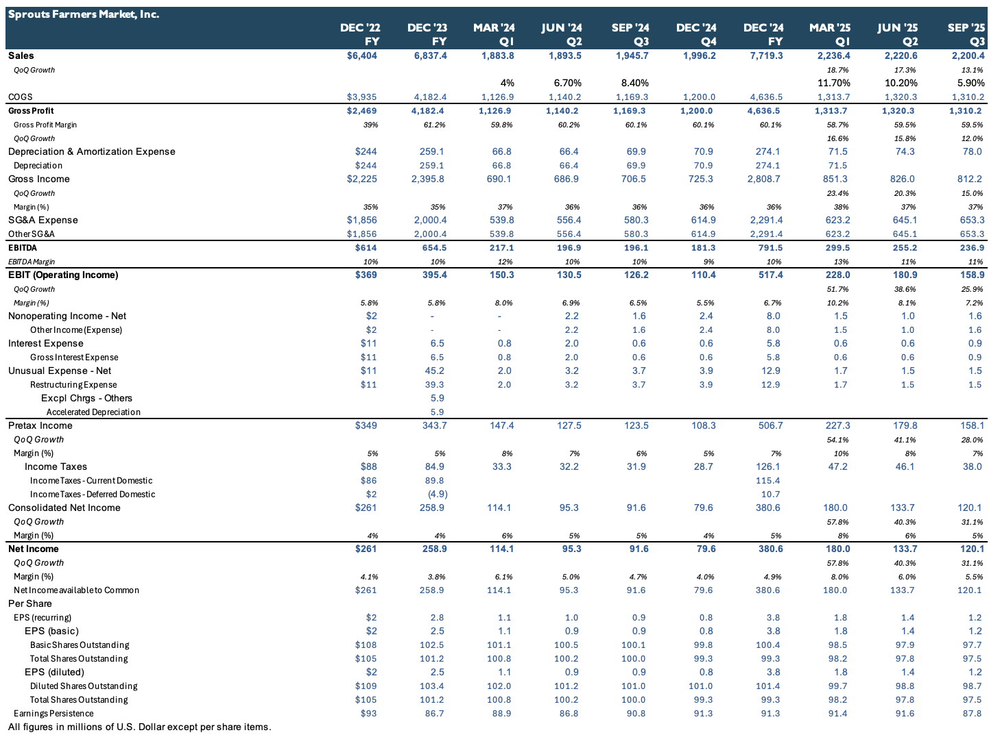 Sprouts Farmers Market, Inc.
DEC '22 DEC '23 MAR '24 JUN '24 SEP '24 DEC '24 DEC '24 MAR '25 JUN '25 SEP '25
FY FY Q1 Q2 Q3 Q4 FY Q1 Q2 Q3
Sales $6,404 6,837.4 1,883.8 1,893.5 1,945.7 1,996.2 7,719.3 2,236.4 2,220.6 2,200.4
QoQ Growth 18.7% 17.3% 13.1%
4% 6.70% 8.40% 11.70% 10.20% 5.90%
COGS $3,935 4,182.4 1,126.9 1,140.2 1,169.3 1,200.0 4,636.5 1,313.7 1,320.3 1,310.2
Gross Profit $2,469 4,182.4 1,126.9 1,140.2 1,169.3 1,200.0 4,636.5 1,313.7 1,320.3 1,310.2
Gross Profit Margin 39% 61.2% 59.8% 60.2% 60.1% 60.1% 60.1% 58.7% 59.5% 59.5%
QoQ Growth 16.6% 15.8% 12.0%
Depreciation & Amortization Expense $244 259.1 66.8 66.4 69.9 70.9 274.1 71.5 74.3 78.0
Depreciation $244 259.1 66.8 66.4 69.9 70.9 274.1 71.5
Gross Income $2,225 2,395.8 690.1 686.9 706.5 725.3 2,808.7 851.3 826.0 812.2
QoQ Growth 23.4% 20.3% 15.0%
Margin (%) 35% 35% 37% 36% 36% 36% 36% 38% 37% 37%
SG&A Expense $1,856 2,000.4 539.8 556.4 580.3 614.9 2,291.4 623.2 645.1 653.3
Other SG&A $1,856 2,000.4 539.8 556.4 580.3 614.9 2,291.4 623.2 645.1 653.3
EBITDA $614 654.5 217.1 196.9 196.1 181.3 791.5 299.5 255.2 236.9
EBITDA Margin 10% 10% 12% 10% 10% 9% 10% 13% 11% 11%
EBIT (Operating Income) $369 395.4 150.3 130.5 126.2 110.4 517.4 228.0 180.9 158.9
QoQ Growth 51.7% 38.6% 25.9%
Margin (%) 5.8% 5.8% 8.0% 6.9% 6.5% 5.5% 6.7% 10.2% 8.1% 7.2%
Nonoperating Income - Net $2 - - 2.2 1.6 2.4 8.0 1.5 1.0 1.6
Other Income (Expense) $2 - - 2.2 1.6 2.4 8.0 1.5 1.0 1.6
Interest Expense $11 6.5 0.8 2.0 0.6 0.6 5.8 0.6 0.6 0.9
Gross Interest Expense $11 6.5 0.8 2.0 0.6 0.6 5.8 0.6 0.6 0.9
Unusual Expense - Net $11 45.2 2.0 3.2 3.7 3.9 12.9 1.7 1.5 1.5
Restructuring Expense $11 39.3 2.0 3.2 3.7 3.9 12.9 1.7 1.5 1.5
Excpl Chrgs - Others 5.9
Accelerated Depreciation 5.9
Pretax Income $349 343.7 147.4 127.5 123.5 108.3 506.7 227.3 179.8 158.1
QoQ Growth 54.1% 41.1% 28.0%
Margin (%) 5% 5% 8% 7% 6% 5% 7% 10% 8% 7%
Income Taxes $88 84.9 33.3 32.2 31.9 28.7 126.1 47.2 46.1 38.0
Income Taxes - Current Domestic $86 89.8 115.4
Income Taxes - Deferred Domestic $2 (4.9) 10.7
Consolidated Net Income $261 258.9 114.1 95.3 91.6 79.6 380.6 180.0 133.7 120.1
QoQ Growth 57.8% 40.3% 31.1%
Margin (%) 4% 4% 6% 5% 5% 4% 5% 8% 6% 5%
Net Income $261 258.9 114.1 95.3 91.6 79.6 380.6 180.0 133.7 120.1
QoQ Growth 57.8% 40.3% 31.1%
Margin (%) 4.1% 3.8% 6.1% 5.0% 4.7% 4.0% 4.9% 8.0% 6.0% 5.5%
Net Income available to Common $261 258.9 114.1 95.3 91.6 79.6 380.6 180.0 133.7 120.1
Per Share
EPS (recurring) $2 2.8 1.1 1.0 0.9 0.8 3.8 1.8 1.4 1.2
EPS (basic) $2 2.5 1.1 0.9 0.9 0.8 3.8 1.8 1.4 1.2
Basic Shares Outstanding $108 102.5 101.1 100.5 100.1 99.8 100.4 98.5 97.9 97.7
Total Shares Outstanding $105 101.2 100.8 100.2 100.0 99.3 99.3 98.2 97.8 97.5
EPS (diluted) $2 2.5 1.1 0.9 0.9 0.8 3.8 1.8 1.4 1.2
Diluted Shares Outstanding $109 103.4 102.0 101.2 101.0 101.0 101.4 99.7 98.8 98.7
Total Shares Outstanding $105 101.2 100.8 100.2 100.0 99.3 99.3 98.2 97.8 97.5
Earnings Persistence $93 86.7 88.9 86.8 90.8 91.3 91.3 91.4 91.6 87.8
All figures in millions of U.S. Dollar except per share items.